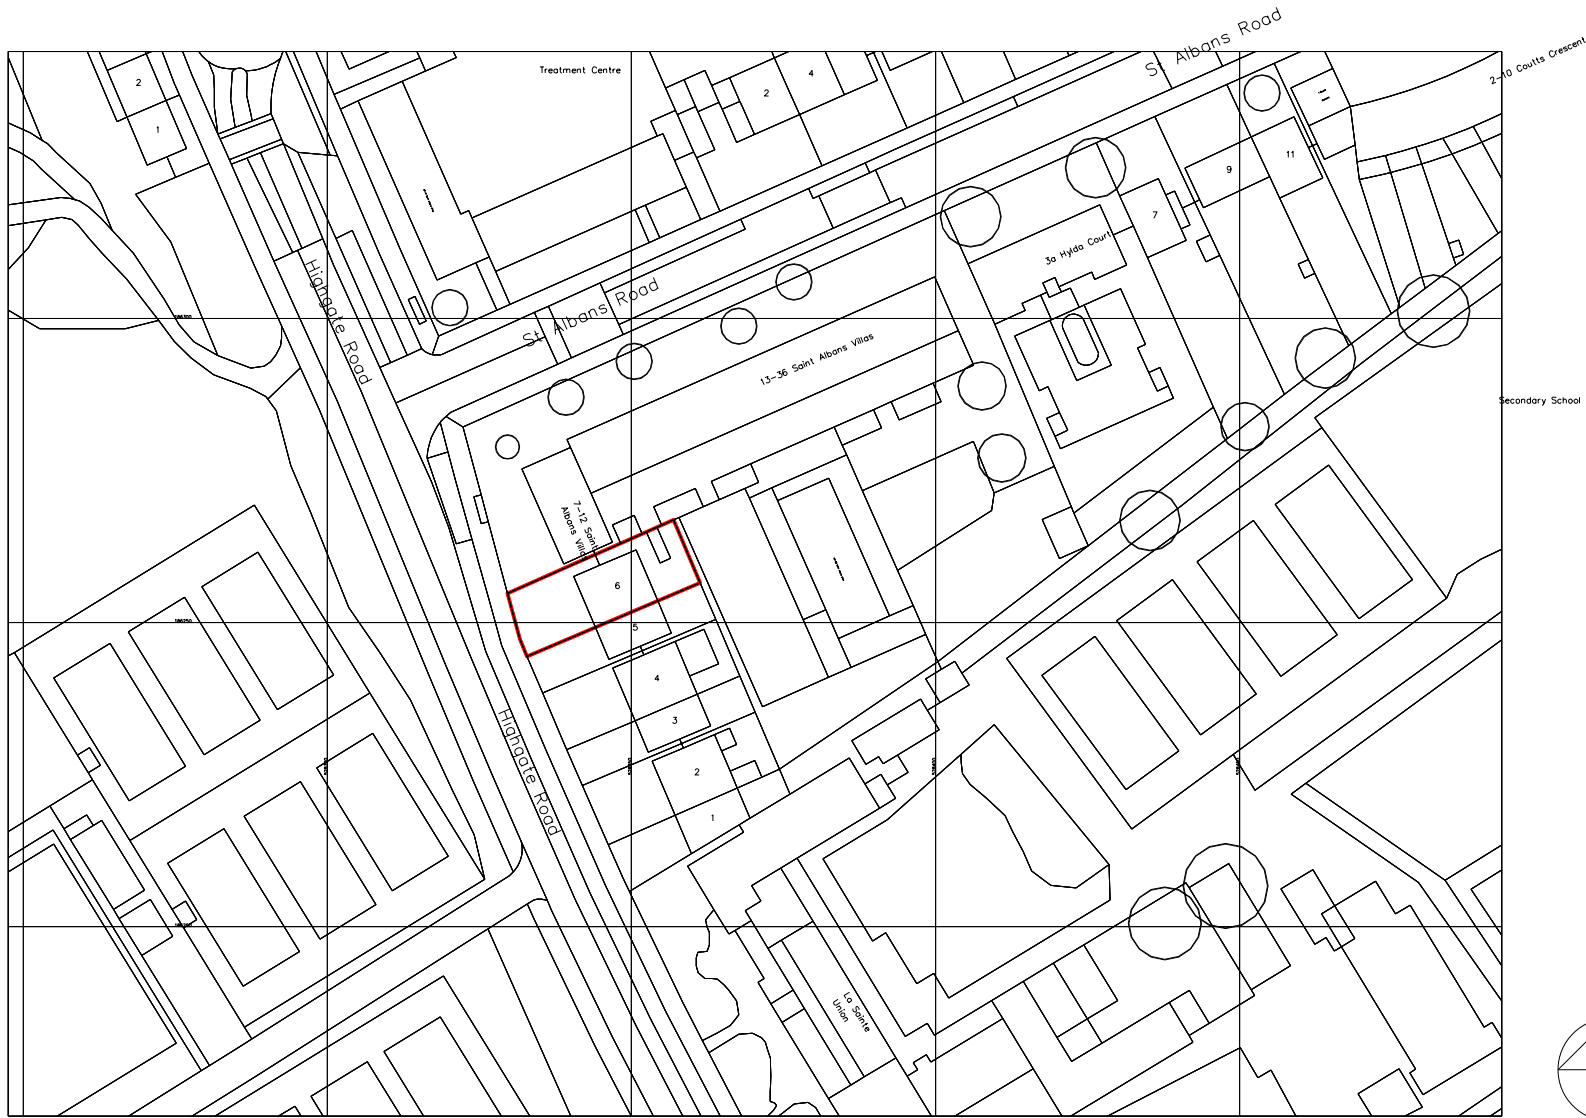 St Albans Road
2-10 Coutts Crescent
Treatment Centre
2
4
2
1
11
9
11
7
3a Hylda Court
Highgate Road
St Albans Road
13-36 Saint Albans Villas
Secondary School
7-12 Saint
Albans Villas
6
5
4
3
2
1
Highgate Road
La Sainte
Union